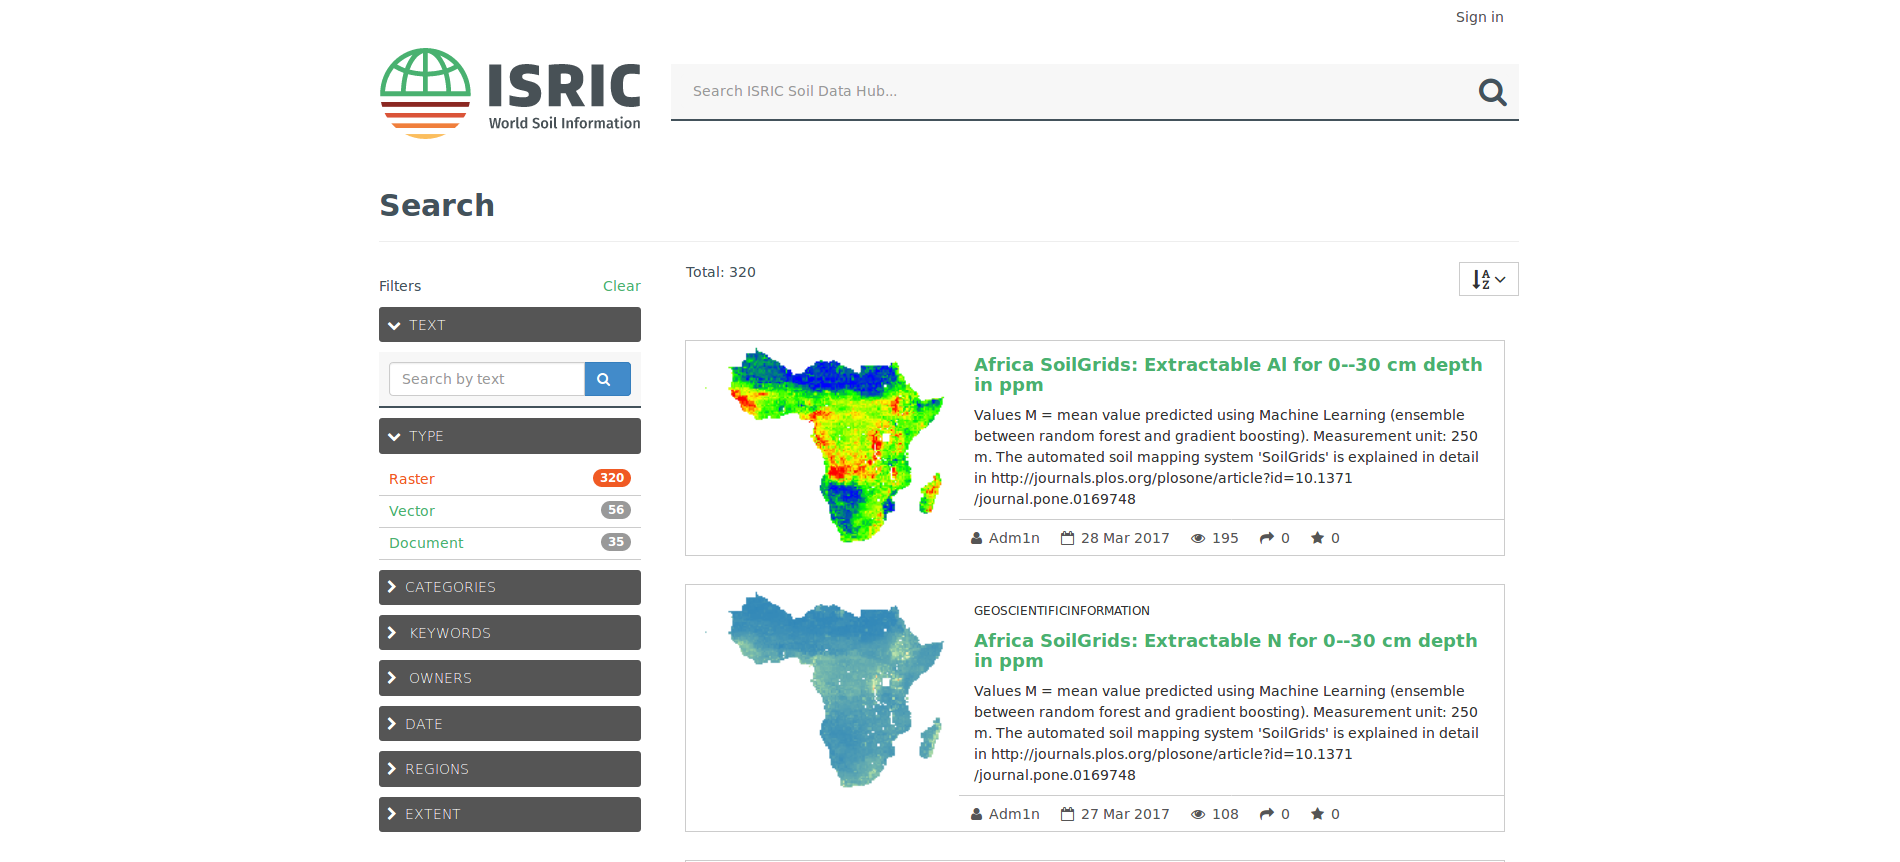 Sign in
ISRIC
World Soil Information
Search ISRIC Soil Data Hub...
Search
Filters
Clear
TEXT
Search by text
TYPE
Raster 320
Vector 56
Document 35
CATEGORIES
KEYWORDS
OWNERS
DATE
REGIONS
EXTENT
Total: 320
A
Z
Africa SoilGrids: Extractable Al for 0--30 cm depth
in ppm
Values M = mean value predicted using Machine Learning (ensemble
between random forest and gradient boosting). Measurement unit: 250
m. The automated soil mapping system 'SoilGrids' is explained in detail
in http://journals.plos.org/plosone/article?id=10.1371
/journal.pone.0169748
Adm1n 28 Mar 2017 195 0 0
GEOSCIENTIFICINFORMATION
Africa SoilGrids: Extractable N for 0--30 cm depth
in ppm
Values M = mean value predicted using Machine Learning (ensemble
between random forest and gradient boosting). Measurement unit: 250
m. The automated soil mapping system 'SoilGrids' is explained in detail
in http://journals.plos.org/plosone/article?id=10.1371
/journal.pone.0169748
Adm1n 27 Mar 2017 108 0 0